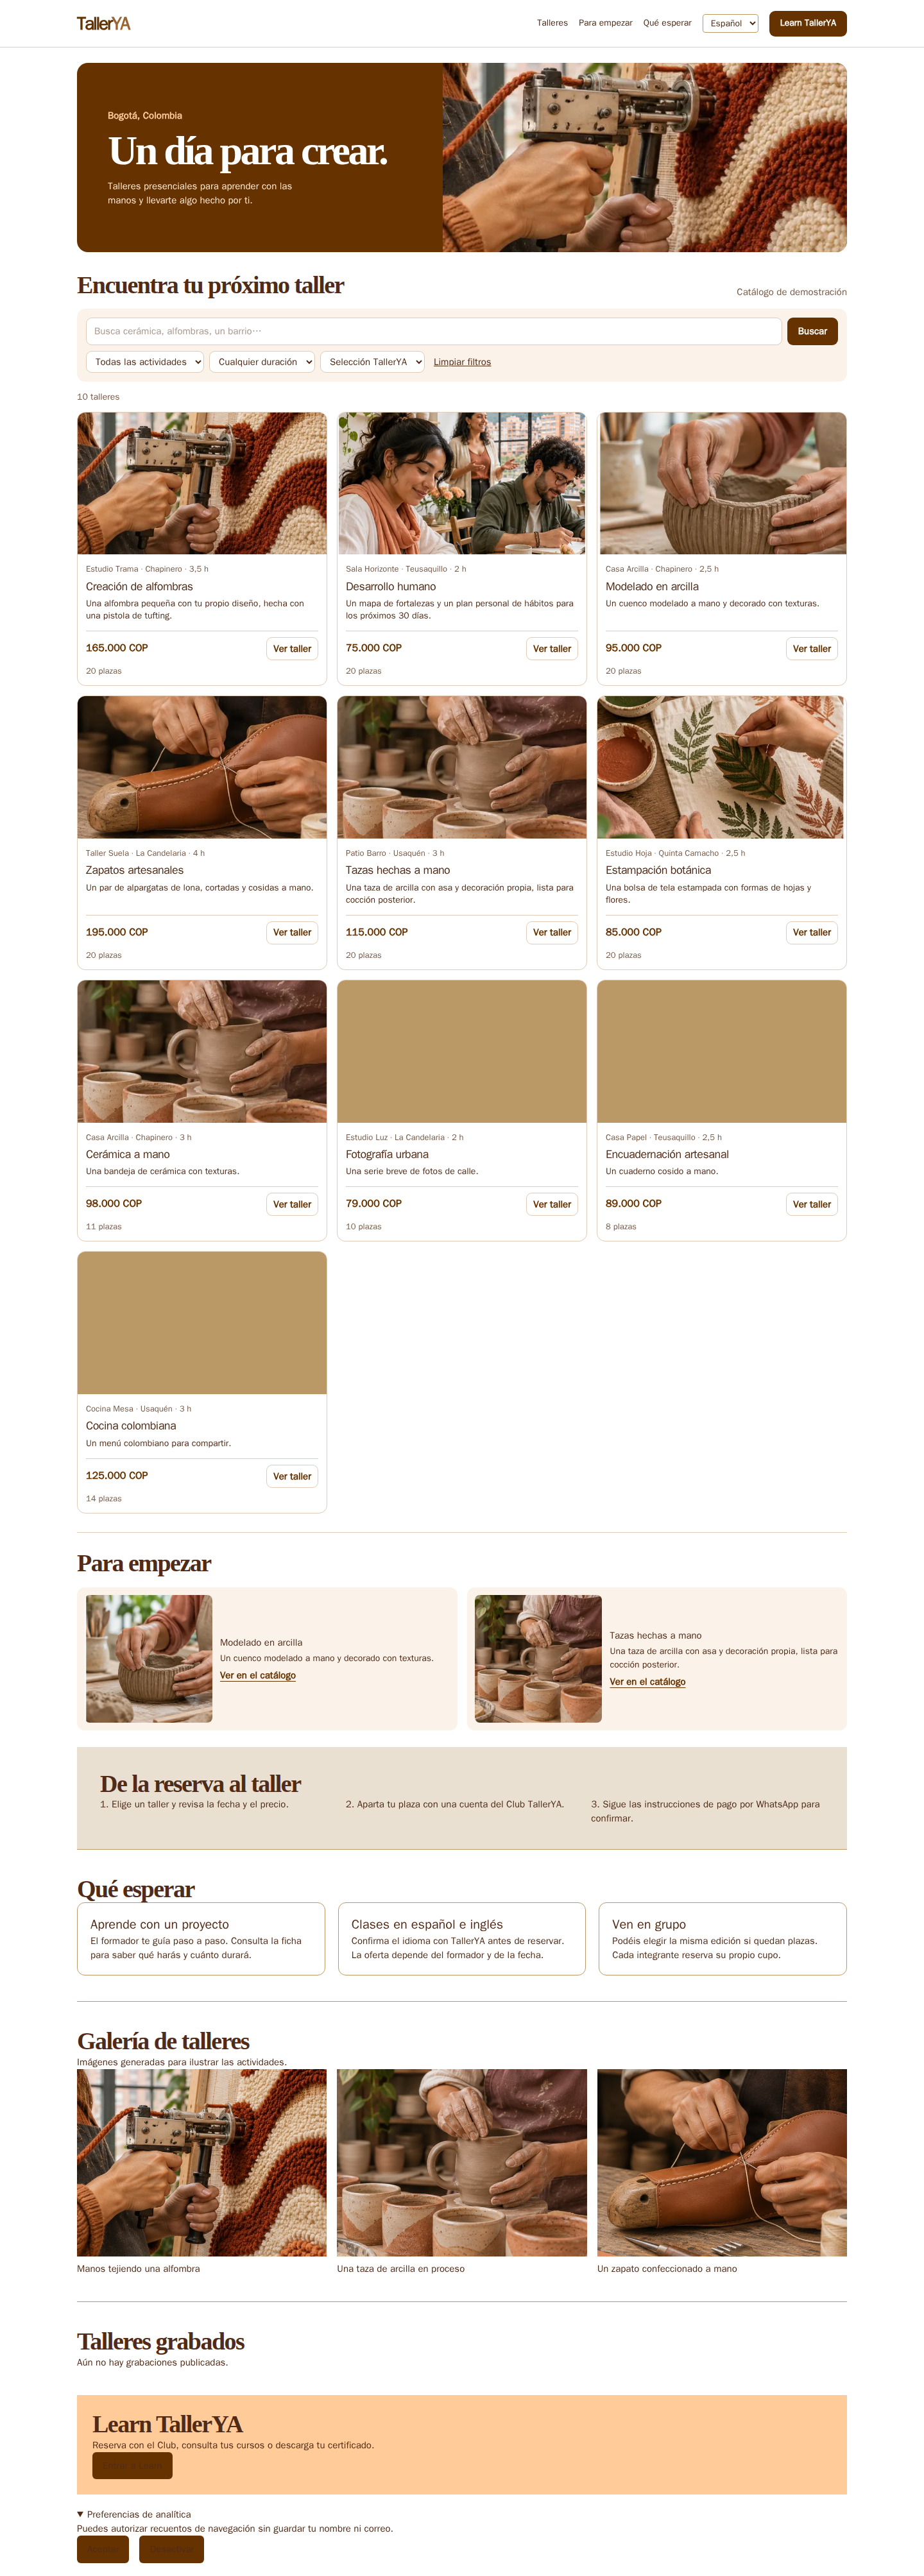 TallerYA
Talleres
Para empezar
Qué esperar
Español
Learn TallerYA
Bogotá, Colombia
Un día para crear.
Talleres presenciales para aprender con las
manos y llevarte algo hecho por ti.
Encuentra tu próximo taller
Catálogo de demostración
Busca cerámica, alfombras, un barrio…
Buscar
Todas las actividades
Cualquier duración
Selección TallerYA
Limpiar filtros
10 talleres
Estudio Trama · Chapinero · 3,5 h
Creación de alfombras
Una alfombra pequeña con tu propio diseño, hecha con
una pistola de tufting.
165.000 COP
Ver taller
20 plazas
Sala Horizonte · Teusaquillo · 2 h
Desarrollo humano
Un mapa de fortalezas y un plan personal de hábitos para
los próximos 30 días.
75.000 COP
Ver taller
20 plazas
Casa Arcilla · Chapinero · 2,5 h
Modelado en arcilla
Un cuenco modelado a mano y decorado con texturas.
95.000 COP
Ver taller
20 plazas
Taller Suela · La Candelaria · 4 h
Zapatos artesanales
Un par de alpargatas de lona, cortadas y cosidas a mano.
195.000 COP
Ver taller
20 plazas
Patio Barro · Usaquén · 3 h
Tazas hechas a mano
Una taza de arcilla con asa y decoración propia, lista para
cocción posterior.
115.000 COP
Ver taller
20 plazas
Estudio Hoja · Quinta Camacho · 2,5 h
Estampación botánica
Una bolsa de tela estampada con formas de hojas y
flores.
85.000 COP
Ver taller
20 plazas
Casa Arcilla · Chapinero · 3 h
Cerámica a mano
Una bandeja de cerámica con texturas.
98.000 COP
Ver taller
11 plazas
Estudio Luz · La Candelaria · 2 h
Fotografía urbana
Una serie breve de fotos de calle.
79.000 COP
Ver taller
10 plazas
Casa Papel · Teusaquillo · 2,5 h
Encuadernación artesanal
Un cuaderno cosido a mano.
89.000 COP
Ver taller
8 plazas
Cocina Mesa · Usaquén · 3 h
Cocina colombiana
Un menú colombiano para compartir.
125.000 COP
Ver taller
14 plazas
Para empezar
Modelado en arcilla
Un cuenco modelado a mano y decorado con texturas.
Ver en el catálogo
Tazas hechas a mano
Una taza de arcilla con asa y decoración propia, lista para
cocción posterior.
Ver en el catálogo
De la reserva al taller
1. Elige un taller y revisa la fecha y el precio.
2. Aparta tu plaza con una cuenta del Club TallerYA.
3. Sigue las instrucciones de pago por WhatsApp para
confirmar.
Qué esperar
Aprende con un proyecto
El formador te guía paso a paso. Consulta la ficha
para saber qué harás y cuánto durará.
Clases en español e inglés
Confirma el idioma con TallerYA antes de reservar.
La oferta depende del formador y de la fecha.
Ven en grupo
Podéis elegir la misma edición si quedan plazas.
Cada integrante reserva su propio cupo.
Galería de talleres
Imágenes generadas para ilustrar las actividades.
Manos tejiendo una alfombra
Una taza de arcilla en proceso
Un zapato confeccionado a mano
Talleres grabados
Aún no hay grabaciones publicadas.
Learn TallerYA
Reserva con el Club, consulta tus cursos o descarga tu certificado.
Preferencias de analítica
Puedes autorizar recuentos de navegación sin guardar tu nombre ni correo.